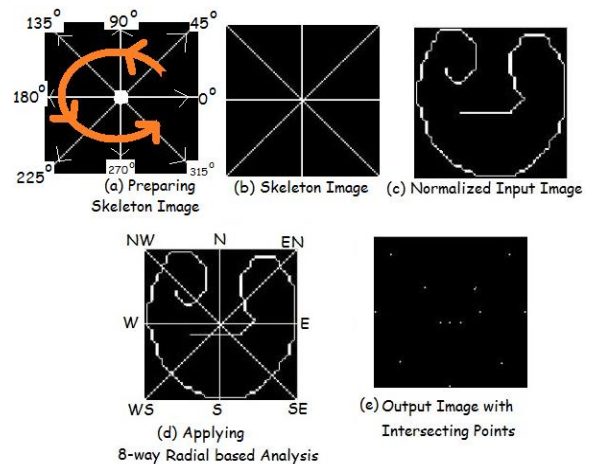 135° 90° 45°
180° 0°
225° 270° 315°
(a) Preparing
Skeleton Image
(b) Skeleton Image
(c) Normalized Input Image
NW N EN
W E
WS S SE
(d) Applying
8-way Radial based Analysis
(e) Output Image with
Intersecting Points